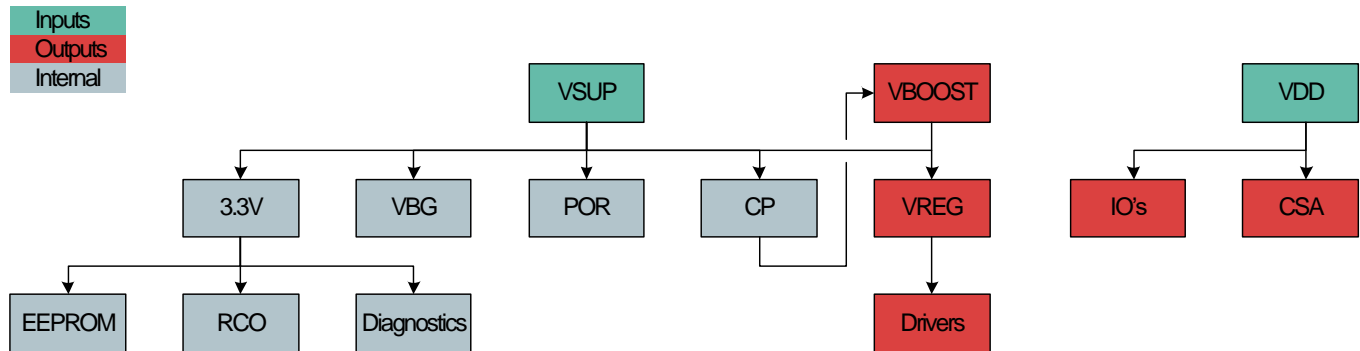 Inputs
Outputs
Internal
VSUP
VBOOST
VDD
3.3V
VBG
POR
CP
VREG
IO's
CSA
EEPROM
RCO
Diagnostics
Drivers